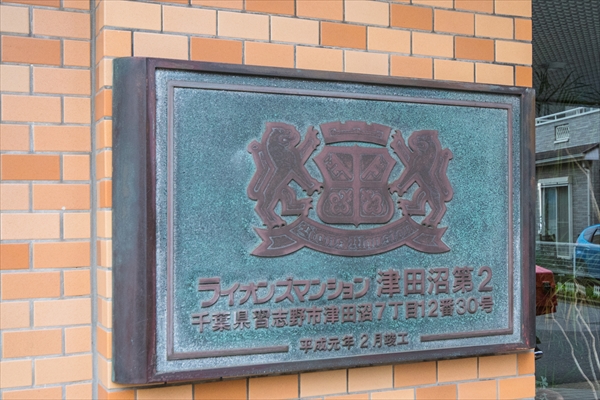 ライオンズマンション津田沼第2
千葉県習志野市津田沼7丁目12番30号
平成元年2月竣工